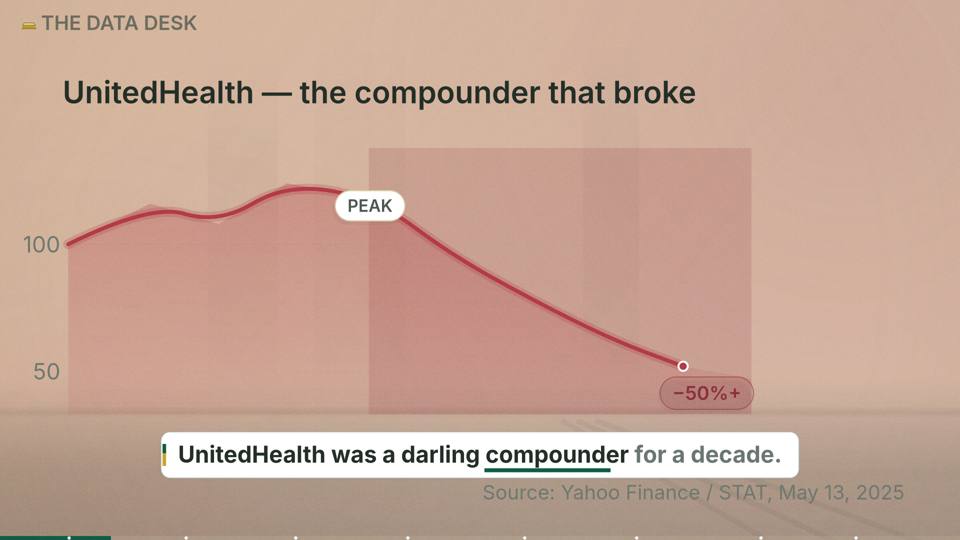 THE DATA DESK
UnitedHealth — the compounder that broke
PEAK
100
50
−50%+
UnitedHealth was a darling compounder for a decade.
Source: Yahoo Finance / STAT, May 13, 2025